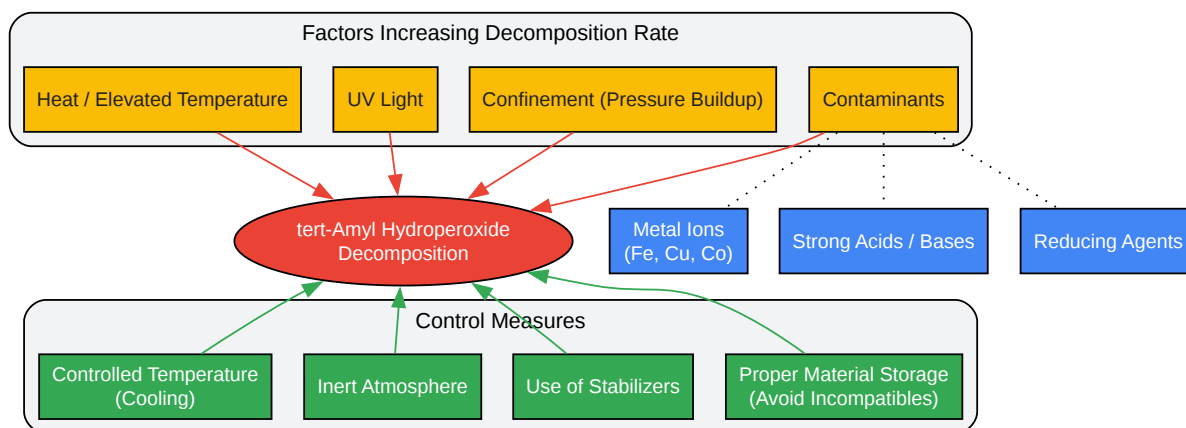 Factors Increasing Decomposition Rate
Heat / Elevated Temperature
UV Light
Confinement (Pressure Buildup)
Contaminants
tert-Amyl Hydroperoxide
Decomposition
Metal Ions
(Fe, Cu, Co)
Strong Acids / Bases
Reducing Agents
Control Measures
Controlled Temperature
(Cooling)
Inert Atmosphere
Use of Stabilizers
Proper Material Storage
(Avoid Incompatibles)